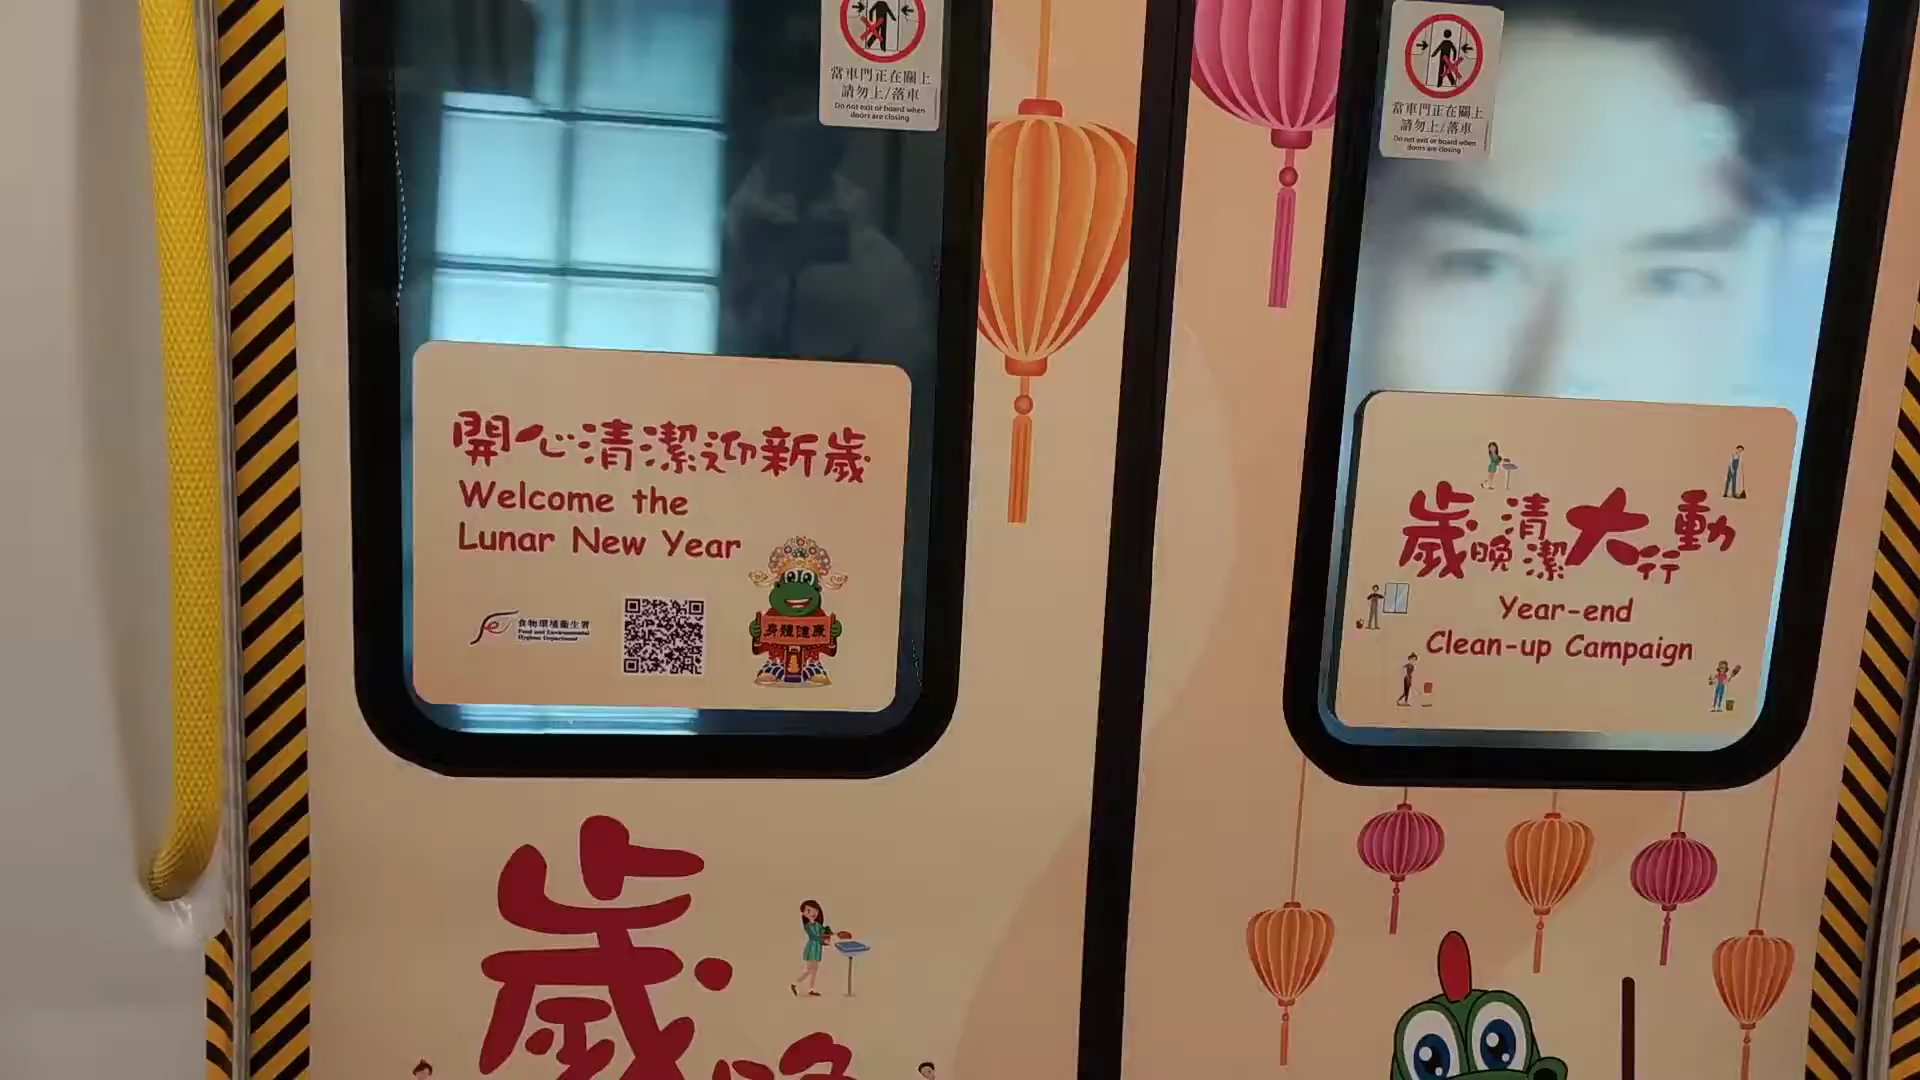 當車門正在關上
請勿上/落車
Do not exit or board when
doors are closing
當車門正在關上
請勿上/落車
Do not exit or board when
doors are closing
開心清潔迎新歲
Welcome the
Lunar New Year
食物環境衞生署
Food and Environmental
Hygiene Department
身體健康
歲晚清潔大行動
Year-end
Clean-up Campaign
歲晚